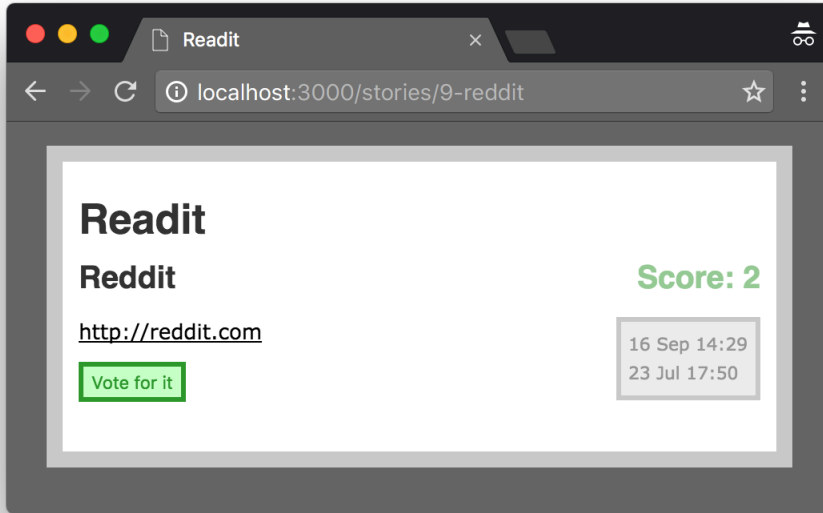 Readit
localhost:3000/stories/9-reddit
Readit
Reddit
Score: 2
http://reddit.com
16 Sep 14:29
23 Jul 17:50
Vote for it